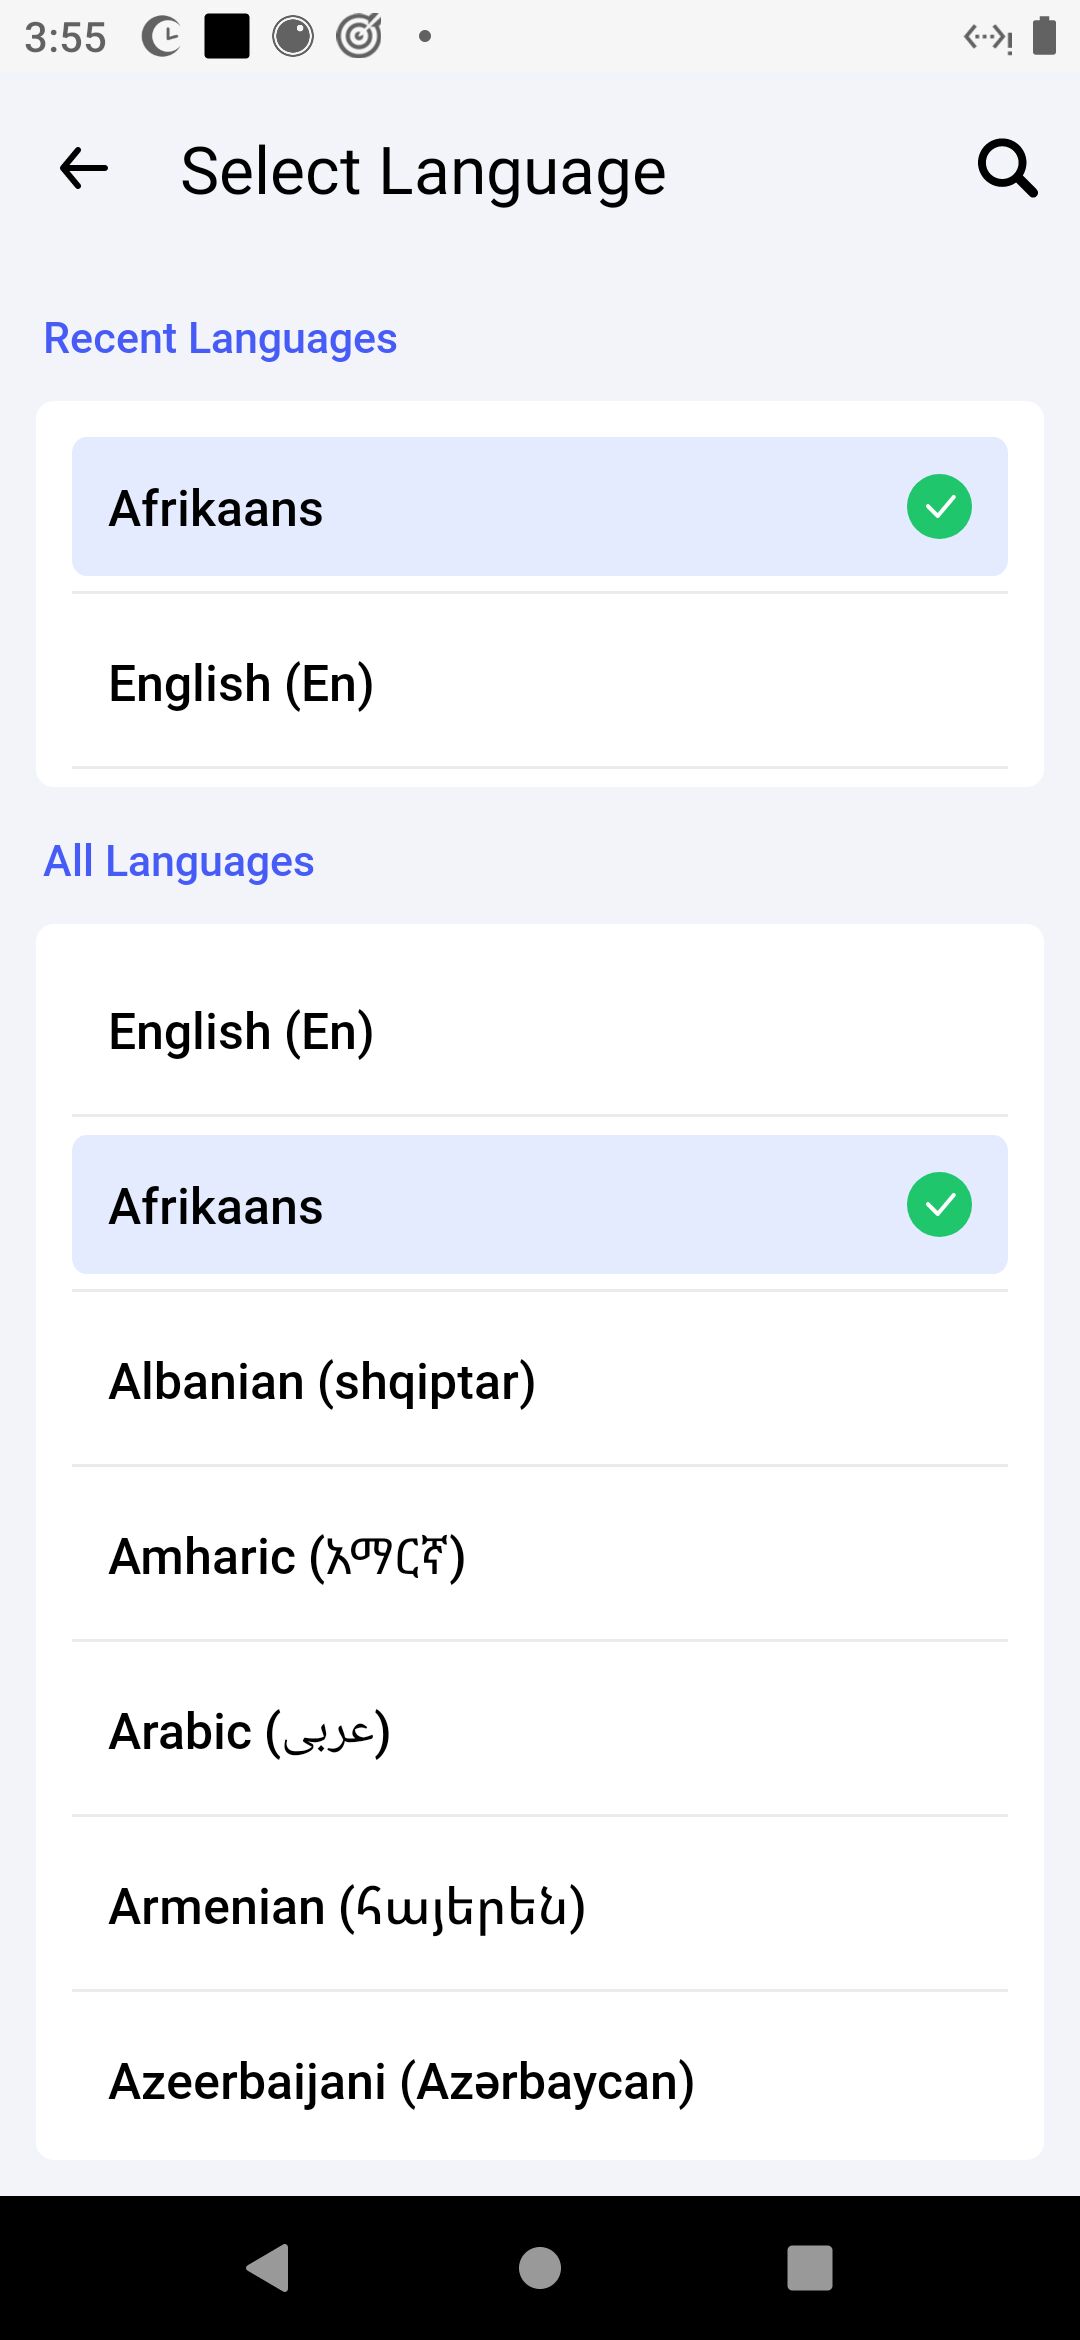 3:55
Select Language
Recent Languages
Afrikaans
English (En)
All Languages
English (En)
Afrikaans
Albanian (shqiptar)
Amharic (አማርኛ)
Arabic (عربى)
Armenian (հայերեն)
Azeerbaijani (Azərbaycan)